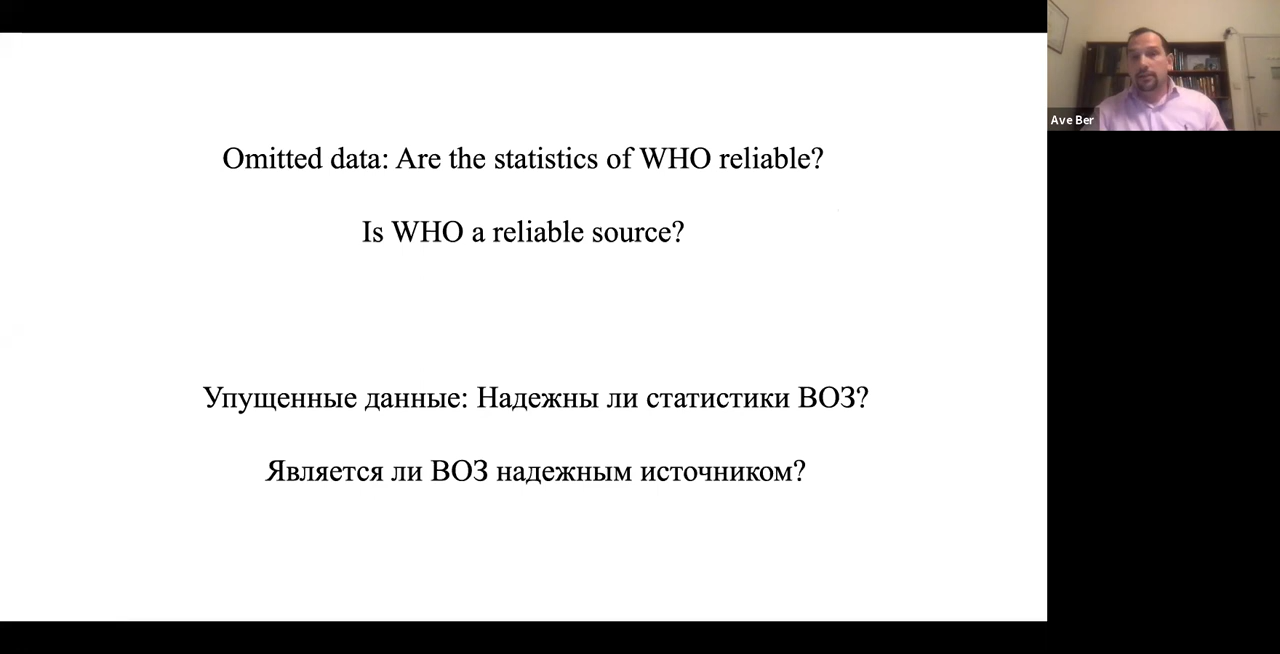 Omitted data: Are the statistics of WHO reliable?
Is WHO a reliable source?
Упущенные данные: Надежны ли статистики ВОЗ?
Является ли ВОЗ надежным источником?
Ave Ber